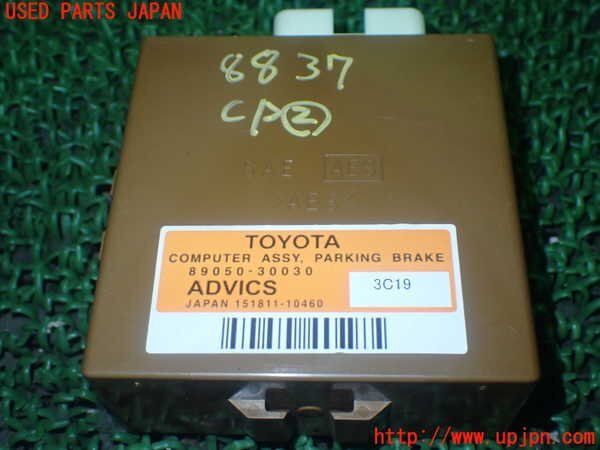 USED PARTS JAPAN
8837
CP②
TOYOTA
COMPUTER ASSY, PARKING BRAKE
89050-30030
ADVICS
3C19
JAPAN 151811-10460
http://www.upjpn.com/